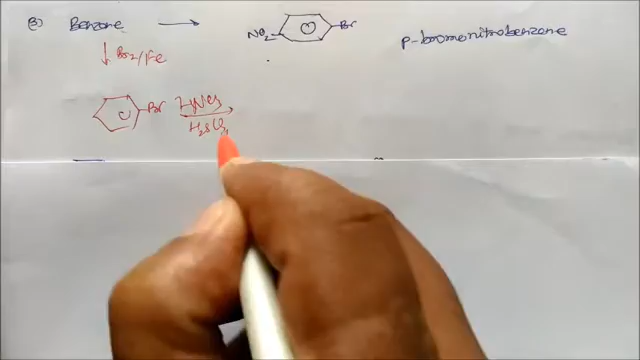 (3) Benzene → NO2 Br p-bromonitrobenzene
↓ Br2/Fe
Br HNO3
H2SO4